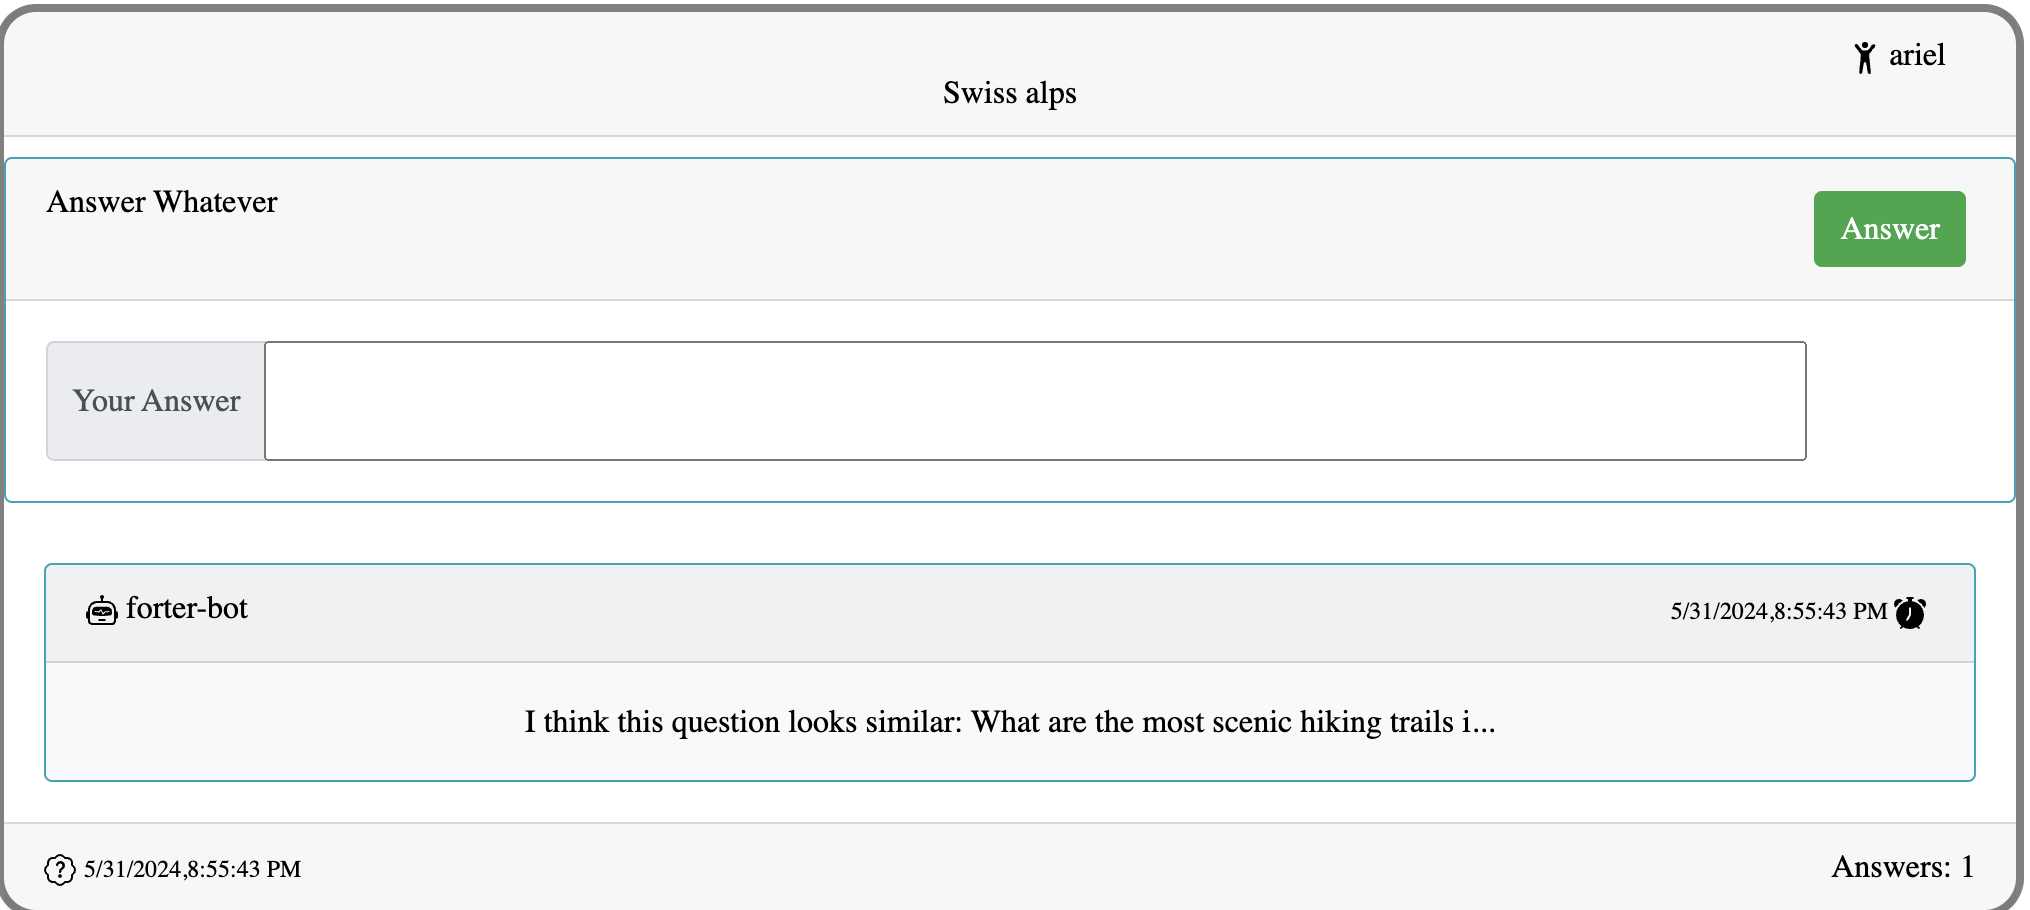 ariel
Swiss alps
Answer Whatever
Answer
Your Answer
forter-bot
5/31/2024,8:55:43 PM
I think this question looks similar: What are the most scenic hiking trails i...
? 5/31/2024,8:55:43 PM
Answers: 1